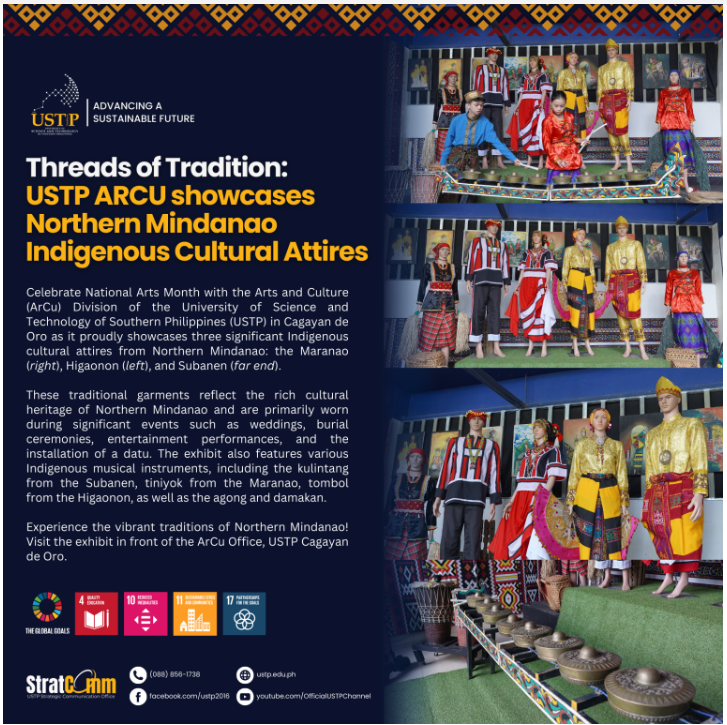 USTP
ADVANCING A
SUSTAINABLE FUTURE
Threads of Tradition:
USTP ARCU showcases
Northern Mindanao
Indigenous Cultural Attires
Celebrate National Arts Month with the Arts and Culture
(ArCu) Division of the University of Science and
Technology of Southern Philippines (USTP) in Cagayan de
Oro as it proudly showcases three significant Indigenous
cultural attires from Northern Mindanao: the Maranao
(right), Higaonon (left), and Subanen (far end).
These traditional garments reflect the rich cultural
heritage of Northern Mindanao and are primarily worn
during significant events such as weddings, burial
ceremonies, entertainment performances, and the
installation of a datu. The exhibit also features various
Indigenous musical instruments, including the kulintang
from the Subanen, tiniyok from the Maranao, tombol
from the Higaonon, as well as the agong and damakan.
Experience the vibrant traditions of Northern Mindanao!
Visit the exhibit in front of the ArCu Office, USTP Cagayan
de Oro.
THE GLOBAL GOALS
4 QUALITY EDUCATION
10 REDUCED INEQUALITIES
11 SUSTAINABLE CITIES AND COMMUNITIES
17 PARTNERSHIPS FOR THE GOALS
StratComm
USTP Strategic Communication Office
(088) 856-1738
ustp.edu.ph
facebook.com/ustp2016
youtube.com/OfficialUSTPChannel